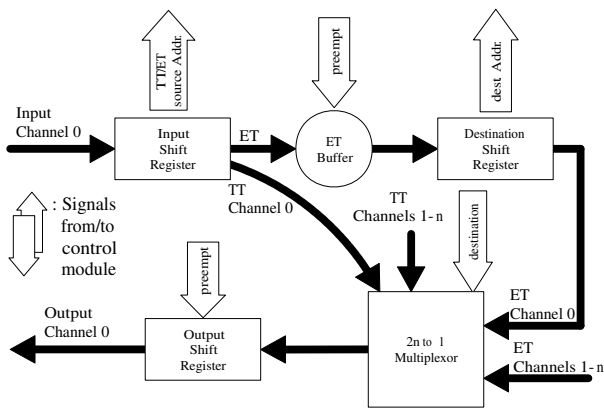 TT/ET
source Addr.
preempt
dest Addr.
Input
Channel 0
Input
Shift
Register
ET
ET
Buffer
Destination
Shift
Register
TT
Channel 0
TT
Channels 1-n
destination
: Signals
from/to
control
module
preempt
Output
Channel 0
Output
Shift
Register
2n to 1
Multiplexor
ET
Channel 0
ET
Channels 1-n